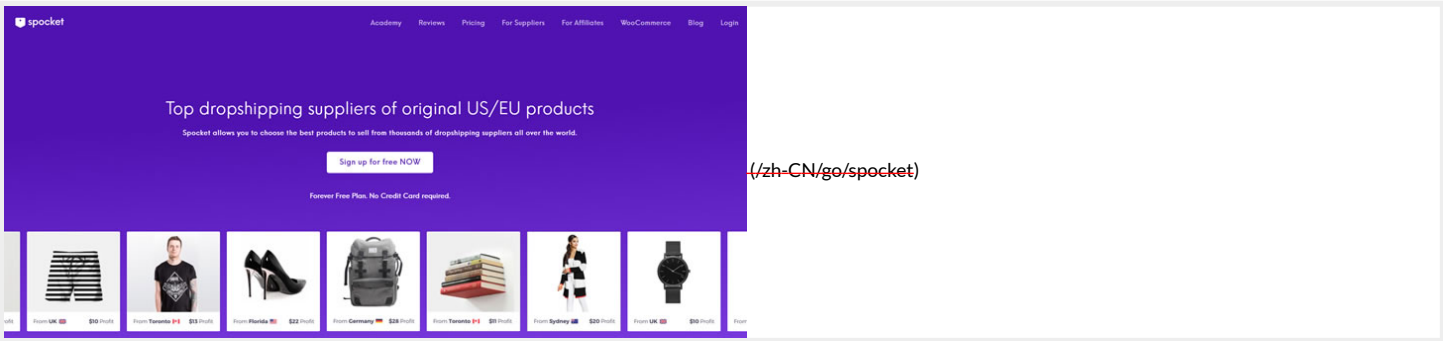 spocket
Academy Reviews Pricing For Suppliers For Affiliates WooCommerce Blog Login
Top dropshipping suppliers of original US/EU products
Spocket allows you to choose the best products to sell from thousands of dropshipping suppliers all over the world.
Sign up for free NOW
(/zh-CN/go/spocket)
Forever Free Plan. No Credit Card required.
Profit From UK $10 Profit From Toronto $13 Profit From Florida $22 Profit From Germany $28 Profit From Toronto $11 Profit From Sydney $20 Profit From UK $10 Profit From